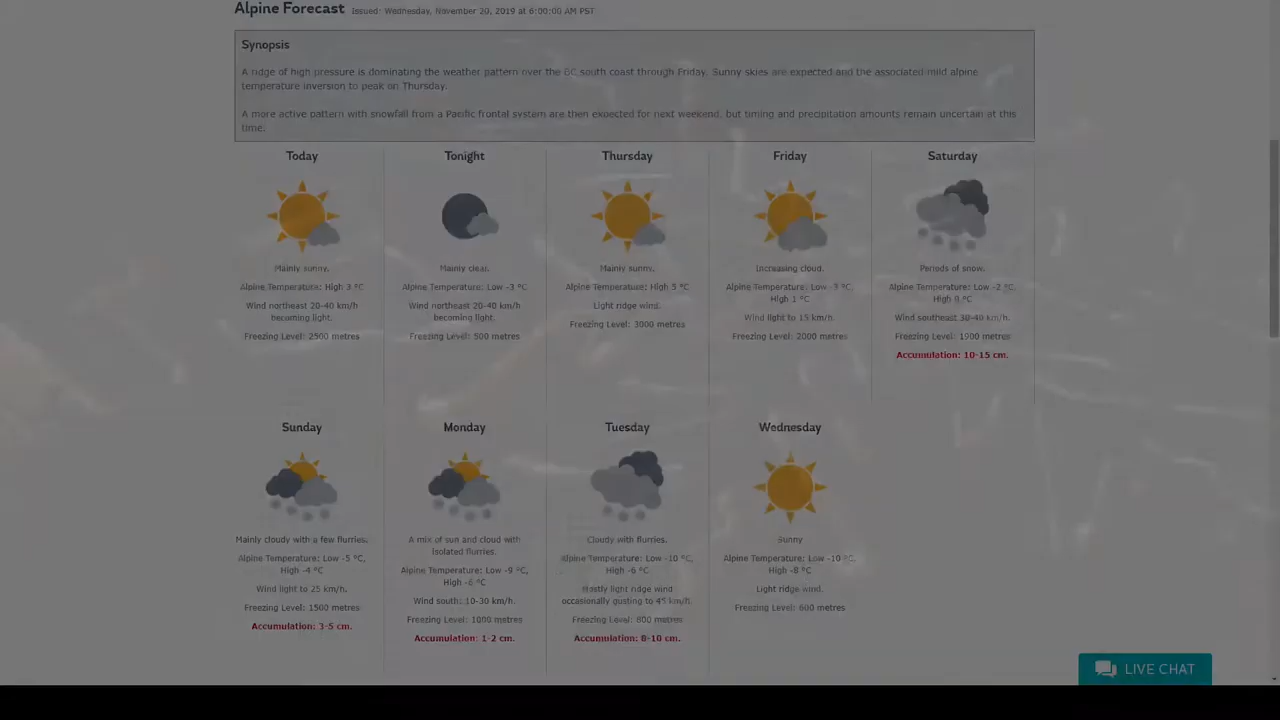 Alpine Forecast Issued: Wednesday, November 20, 2019 at 6:00:00 AM PST
Synopsis
A ridge of high pressure is dominating the weather pattern over the BC south coast through Friday. Sunny skies are expected and the associated mild alpine
temperature inversion to peak on Thursday.
A more active pattern with snowfall from a Pacific frontal system are then expected for next weekend, but timing and precipitation amounts remain uncertain at this
time.
Today
Mainly sunny.
Alpine Temperature: High 3 °C
Wind northeast 20-40 km/h
becoming light.
Freezing Level: 2500 metres
Tonight
Mainly clear.
Alpine Temperature: Low -3 °C
Wind northeast 20-40 km/h
becoming light.
Freezing Level: 500 metres
Thursday
Mainly sunny.
Alpine Temperature: High 5 °C
Light ridge wind.
Freezing Level: 3000 metres
Friday
Increasing cloud.
Alpine Temperature: Low -3 °C,
High 1 °C
Wind light to 15 km/h.
Freezing Level: 2000 metres
Saturday
Periods of snow.
Alpine Temperature: Low -2 °C,
High 0 °C
Wind southeast 30-40 km/h.
Freezing Level: 1900 metres
Accumulation: 10-15 cm.
Sunday
Mainly cloudy with a few flurries.
Alpine Temperature: Low -5 °C,
High -4 °C
Wind light to 25 km/h.
Freezing Level: 1500 metres
Accumulation: 3-5 cm.
Monday
A mix of sun and cloud with
isolated flurries.
Alpine Temperature: Low -9 °C,
High -6 °C
Wind south: 10-30 km/h.
Freezing Level: 1000 metres
Accumulation: 1-2 cm.
Tuesday
Cloudy with flurries.
Alpine Temperature: Low -10 °C,
High -6 °C
Mostly light ridge wind
occasionally gusting to 45 km/h.
Freezing Level: 800 metres
Accumulation: 8-10 cm.
Wednesday
Sunny
Alpine Temperature: Low -10 °C,
High -8 °C
Light ridge wind.
Freezing Level: 600 metres
LIVE CHAT